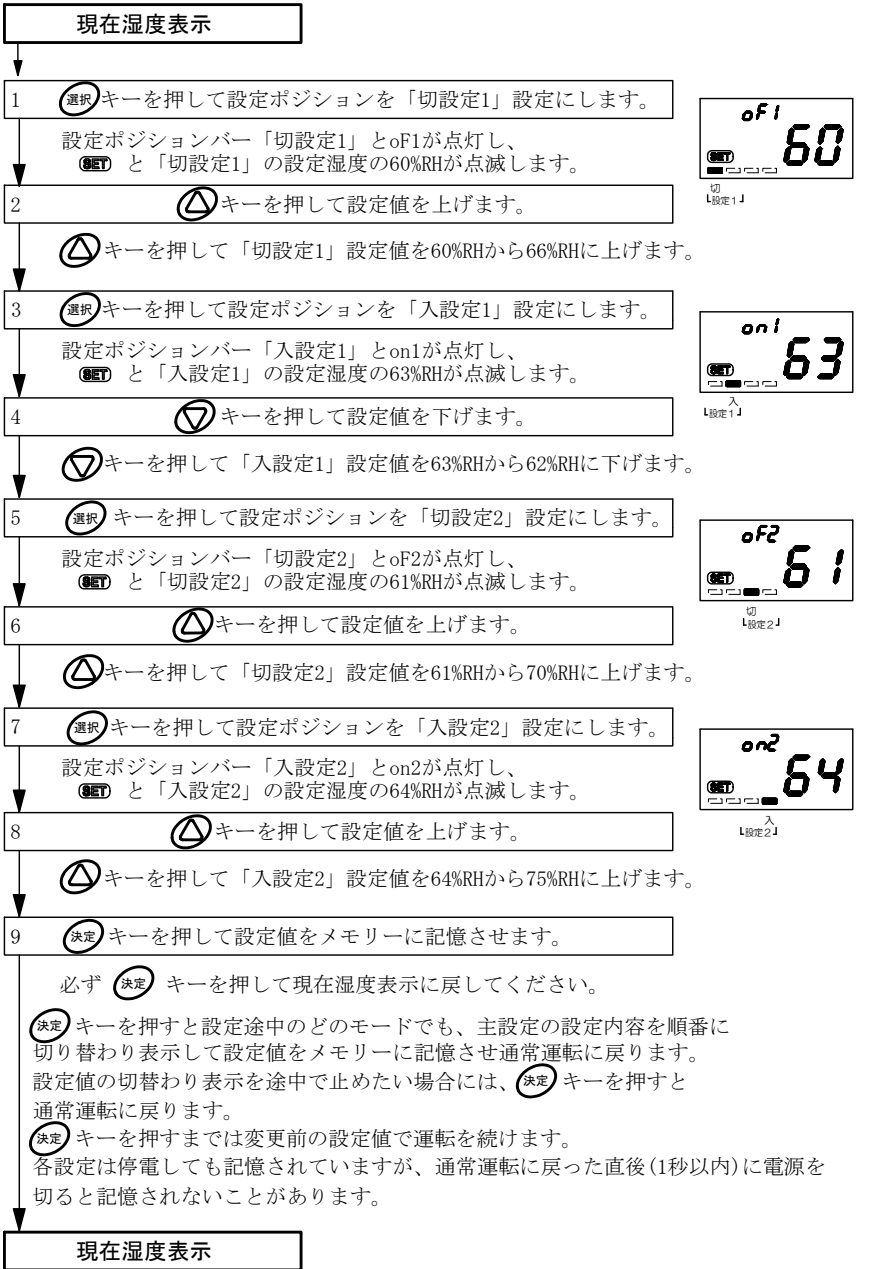 現在湿度表示
1 選択キーを押して設定ポジションを「切設定1」設定にします。
設定ポジションバー「切設定1」とoF1が点灯し、
SET と「切設定1」の設定湿度の60%RHが点滅します。
oF1
60
SET
切
設定1
2 キーを押して設定値を上げます。
キーを押して「切設定1」設定値を60%RHから66%RHに上げます。
3 選択キーを押して設定ポジションを「入設定1」設定にします。
設定ポジションバー「入設定1」とon1が点灯し、
SET と「入設定1」の設定湿度の63%RHが点滅します。
on1
63
SET
入
設定1
4 キーを押して設定値を下げます。
キーを押して「入設定1」設定値を63%RHから62%RHに下げます。
5 選択 キーを押して設定ポジションを「切設定2」設定にします。
設定ポジションバー「切設定2」とoF2が点灯し、
SET と「切設定2」の設定湿度の61%RHが点滅します。
oF2
61
SET
切
設定2
6 キーを押して設定値を上げます。
キーを押して「切設定2」設定値を61%RHから70%RHに上げます。
7 選択キーを押して設定ポジションを「入設定2」設定にします。
設定ポジションバー「入設定2」とon2が点灯し、
SET と「入設定2」の設定湿度の64%RHが点滅します。
on2
64
SET
入
設定2
8 キーを押して設定値を上げます。
キーを押して「入設定2」設定値を64%RHから75%RHに上げます。
9 決定キーを押して設定値をメモリーに記憶させます。
必ず 決定 キーを押して現在湿度表示に戻してください。
決定キーを押すと設定途中のどのモードでも、主設定の設定内容を順番に
切り替わり表示して設定値をメモリーに記憶させ通常運転に戻ります。
設定値の切替わり表示を途中で止めたい場合には、決定キーを押すと
通常運転に戻ります。
決定キーを押すまでは変更前の設定値で運転を続けます。
各設定は停電しても記憶されていますが、通常運転に戻った直後(1秒以内)に電源を
切ると記憶されないことがあります。
現在湿度表示